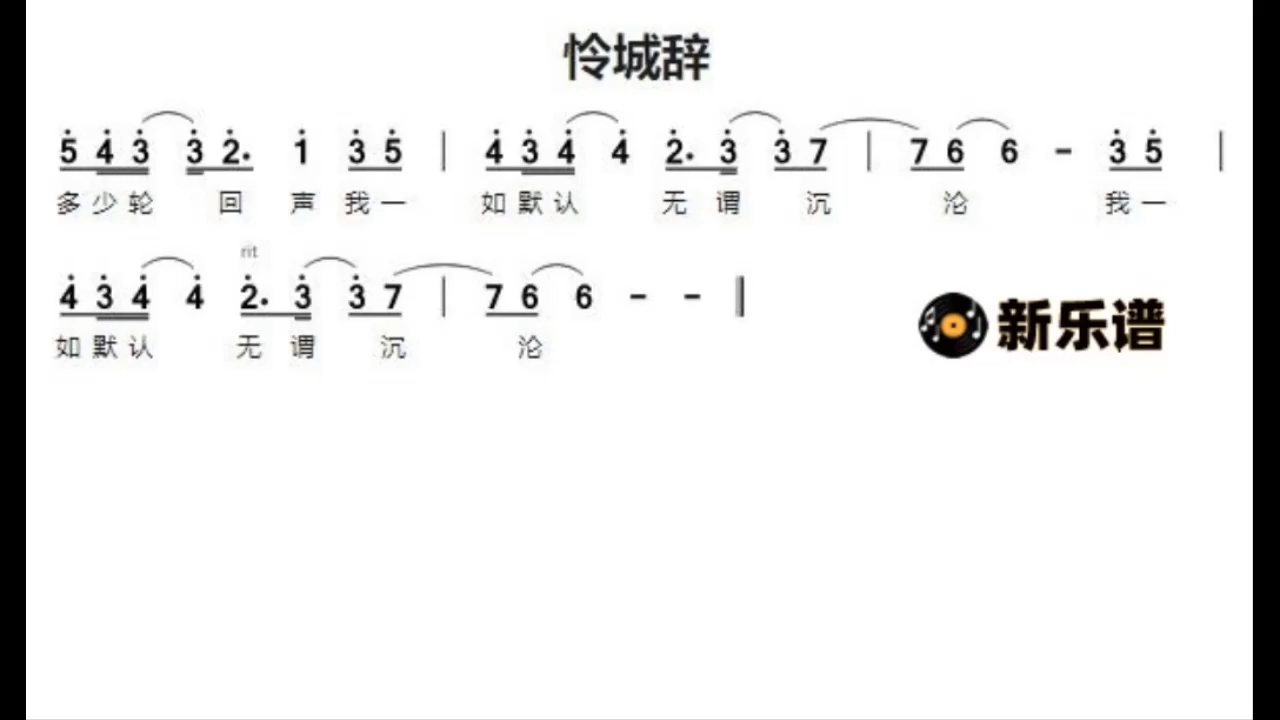 怜城辞
5 4 3 3 2. 1 3 5 | 4 3 4 4 2. 3 3 7 | 7 6 6 - 3 5 |
多少轮 回 声 我一 如默认 无 谓 沉 沦 我一
rit
4 3 4 4 2. 3 3 7 | 7 6 6 - - ‖
如默认 无 谓 沉 沦
新乐谱